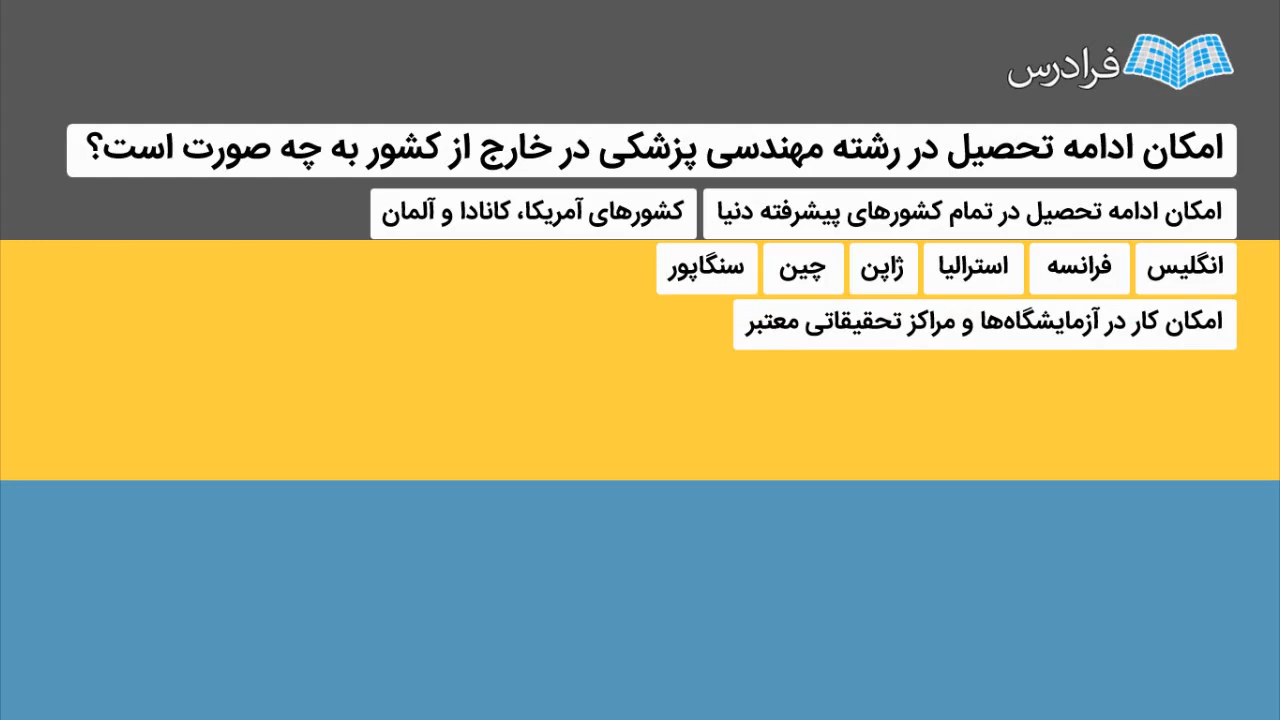 فرادرس
امکان ادامه تحصیل در رشته مهندسی پزشکی در خارج از کشور به چه صورت است؟
امکان ادامه تحصیل در تمام کشورهای پیشرفته دنیا کشورهای آمریکا، کانادا و آلمان
انگلیس فرانسه استرالیا ژاپن چین سنگاپور
امکان کار در آزمایشگاه‌ها و مراکز تحقیقاتی معتبر